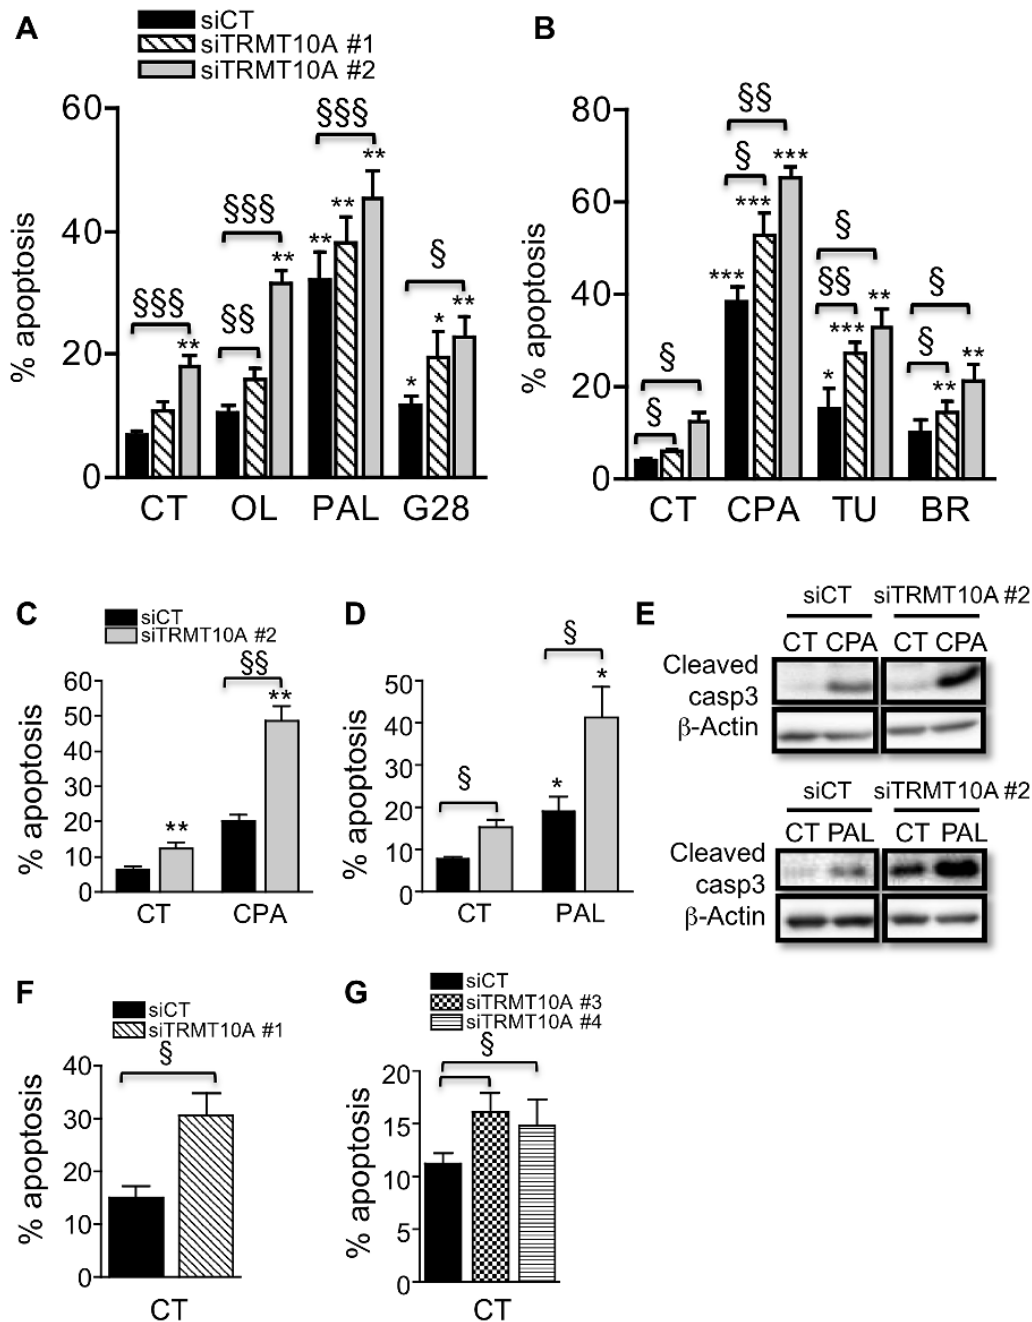 A
siCT
siTRMT10A #1
siTRMT10A #2
% apoptosis
60
40
20
0
§§§
**
§§
§§§
**
§§§
**
**
**
§
*
*
**
CT OL PAL G28
B
% apoptosis
80
60
40
20
0
§
§
§§
§
***
***
***
§
§§
*
***
**
§
§
**
**
CT CPA TU BR
C
siCT
siTRMT10A #2
% apoptosis
60
50
40
30
20
10
0
**
§§
**
CT CPA
D
% apoptosis
50
40
30
20
10
0
§
§
*
*
CT PAL
E
siCT siTRMT10A #2
CT CPA CT CPA
Cleaved
casp3
β-Actin
siCT siTRMT10A #2
CT PAL CT PAL
Cleaved
casp3
β-Actin
F
siCT
siTRMT10A #1
% apoptosis
40
30
20
10
0
§
CT
G
siCT
siTRMT10A #3
siTRMT10A #4
% apoptosis
20
15
10
5
0
§
CT